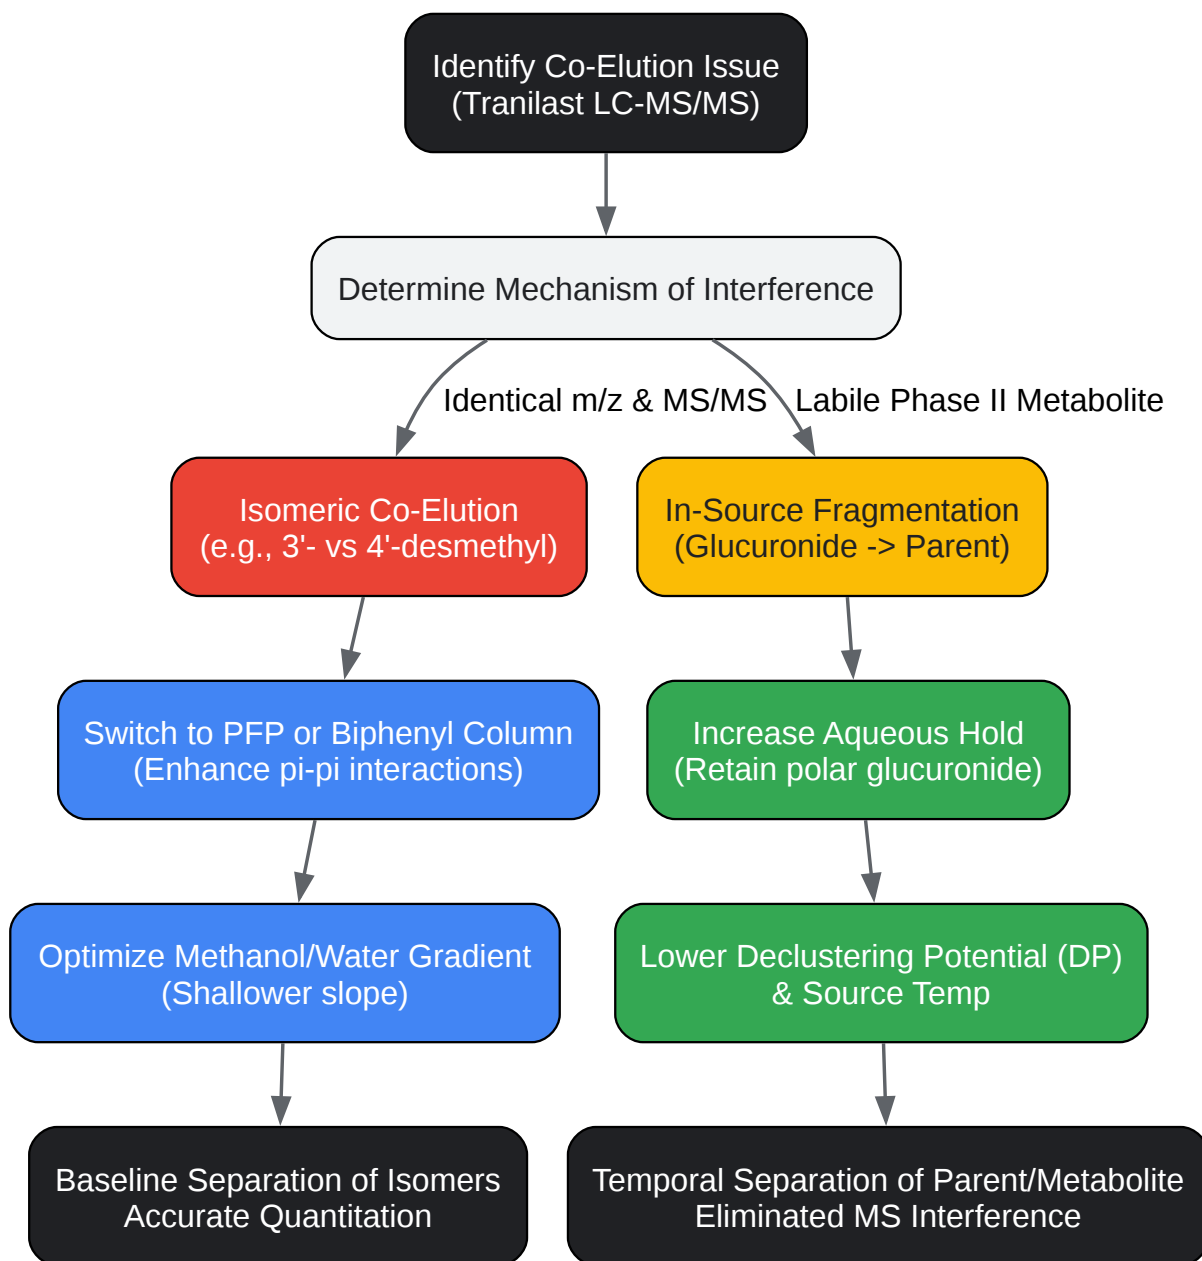 Identify Co-Elution Issue
(Tranilast LC-MS/MS)
Determine Mechanism of Interference
Identical m/z & MS/MS
Labile Phase II Metabolite
Isomeric Co-Elution
(e.g., 3'- vs 4'-desmethyl)
In-Source Fragmentation
(Glucuronide -> Parent)
Switch to PFP or Biphenyl Column
(Enhance pi-pi interactions)
Increase Aqueous Hold
(Retain polar glucuronide)
Optimize Methanol/Water Gradient
(Shallower slope)
Lower Declustering Potential (DP)
& Source Temp
Baseline Separation of Isomers
Accurate Quantitation
Temporal Separation of Parent/Metabolite
Eliminated MS Interference